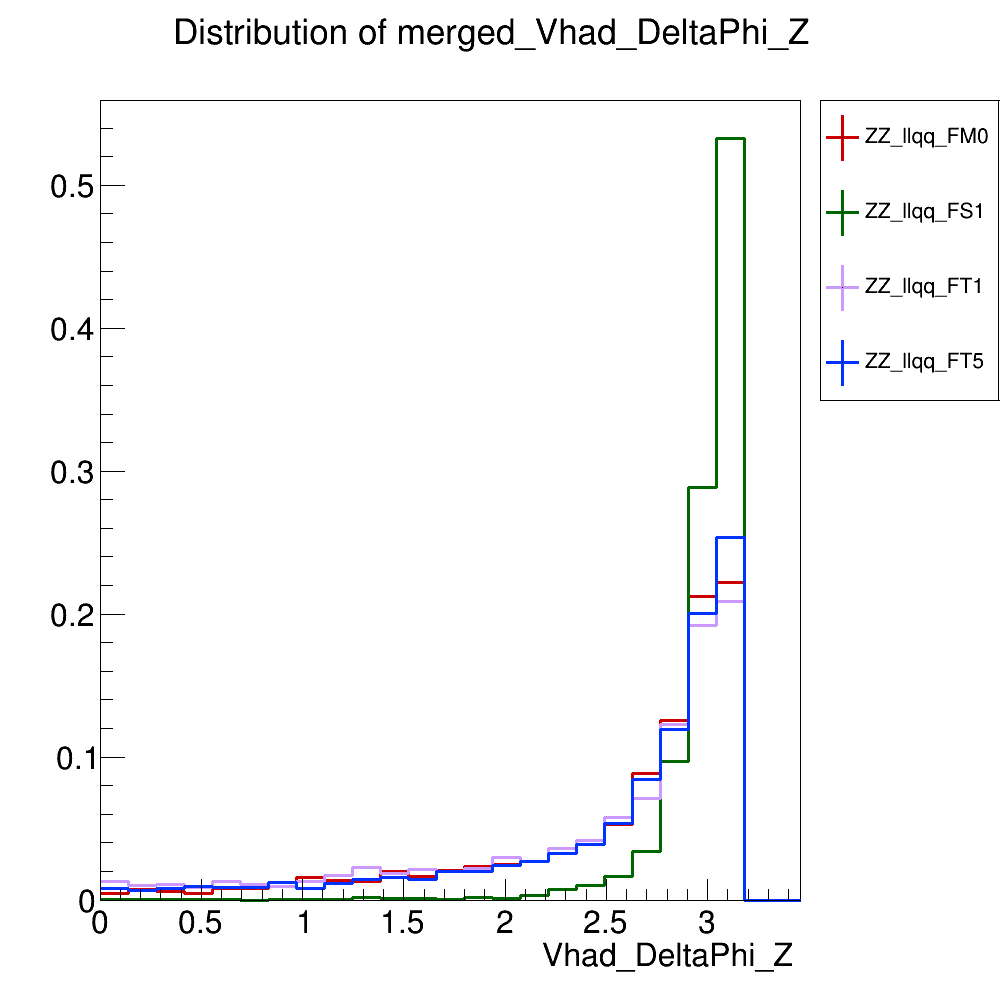 Distribution of merged_Vhad_DeltaPhi_Z
ZZ_llqq_FM0
ZZ_llqq_FS1
ZZ_llqq_FT1
ZZ_llqq_FT5
0.5
0.4
0.3
0.2
0.1
0
0 0.5 1 1.5 2 2.5 3
Vhad_DeltaPhi_Z